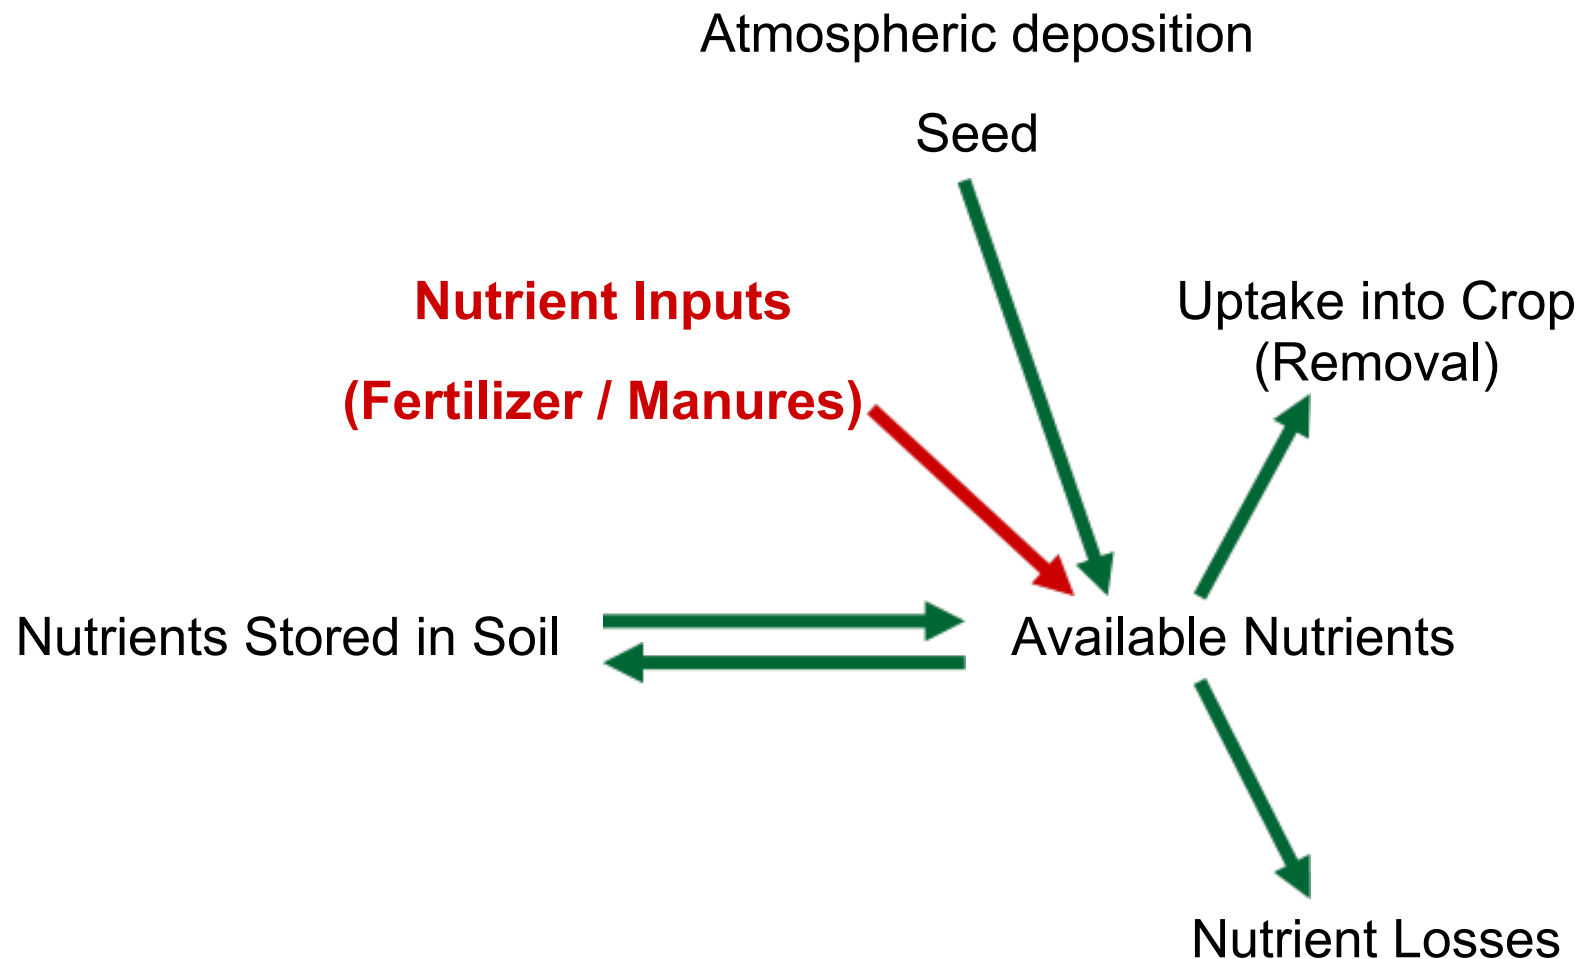 Atmospheric deposition
Seed
Nutrient Inputs
(Fertilizer / Manures)
Uptake into Crop
(Removal)
Nutrients Stored in Soil
Available Nutrients
Nutrient Losses